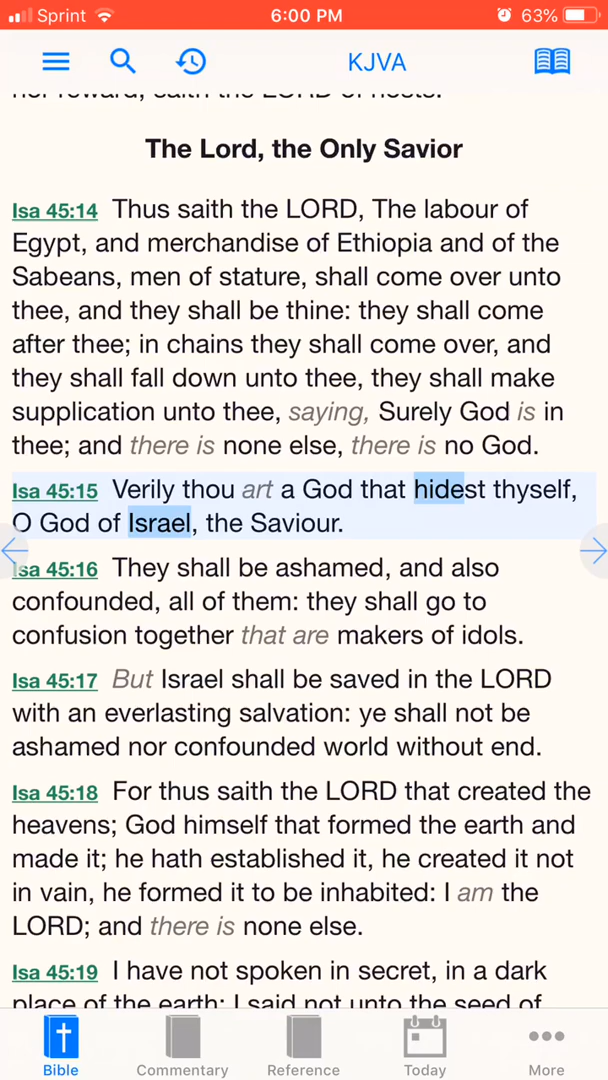 Sprint 6:00 PM 63%
KJVA
The Lord, the Only Savior
Isa 45:14 Thus saith the LORD, The labour of
Egypt, and merchandise of Ethiopia and of the
Sabeans, men of stature, shall come over unto
thee, and they shall be thine: they shall come
after thee; in chains they shall come over, and
they shall fall down unto thee, they shall make
supplication unto thee, saying, Surely God is in
thee; and there is none else, there is no God.
Isa 45:15 Verily thou art a God that hidest thyself,
O God of Israel, the Saviour.
Isa 45:16 They shall be ashamed, and also
confounded, all of them: they shall go to
confusion together that are makers of idols.
Isa 45:17 But Israel shall be saved in the LORD
with an everlasting salvation: ye shall not be
ashamed nor confounded world without end.
Isa 45:18 For thus saith the LORD that created the
heavens; God himself that formed the earth and
made it; he hath established it, he created it not
in vain, he formed it to be inhabited: I am the
LORD; and there is none else.
Isa 45:19 I have not spoken in secret, in a dark
place of the earth: I said not unto the seed of
Bible Commentary Reference Today More